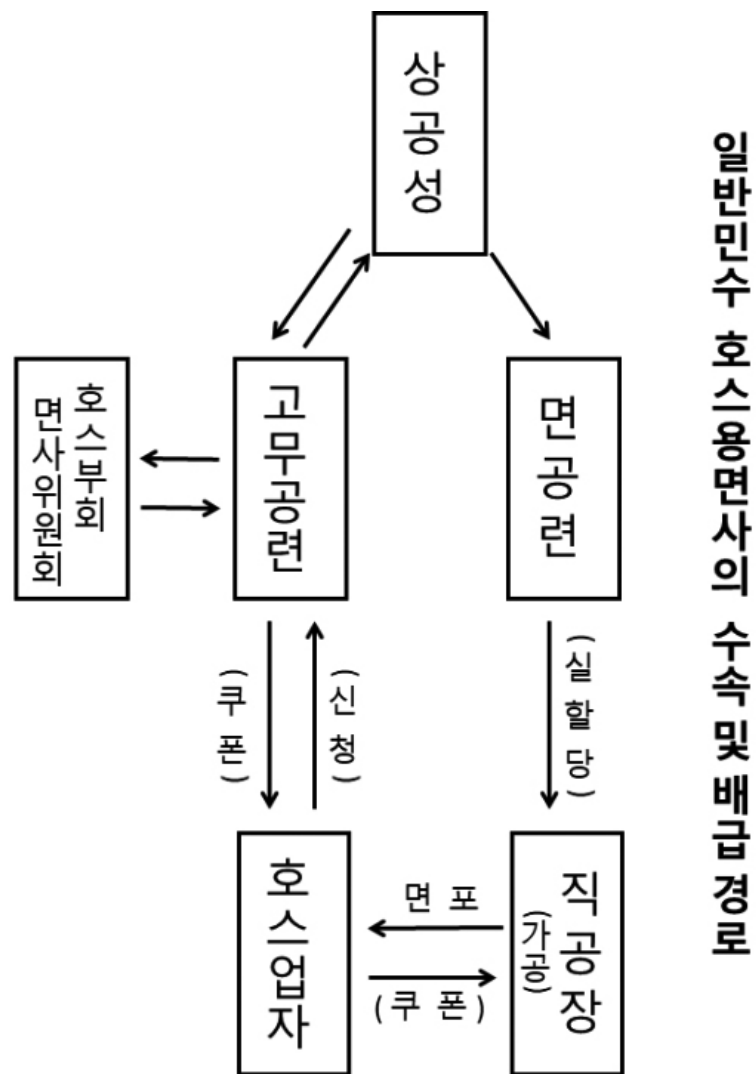 일반민수 호스용면사의 수속 및 배급 경로
상공성
면공련
고무공련
호스부회
면사위원회
(실할당)
(신청)
(쿠폰)
직공장
(가공)
면포
(쿠폰)
호스업자